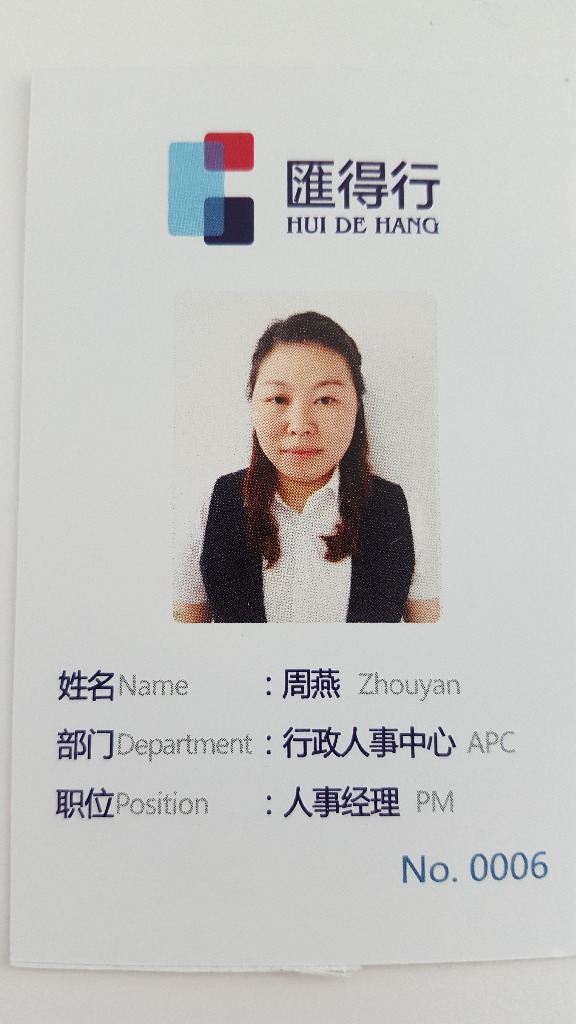 匯得行
HUI DE HANG
姓名Name : 周燕 Zhouyan
部门Department : 行政人事中心 APC
职位Position : 人事经理 PM
No. 0006